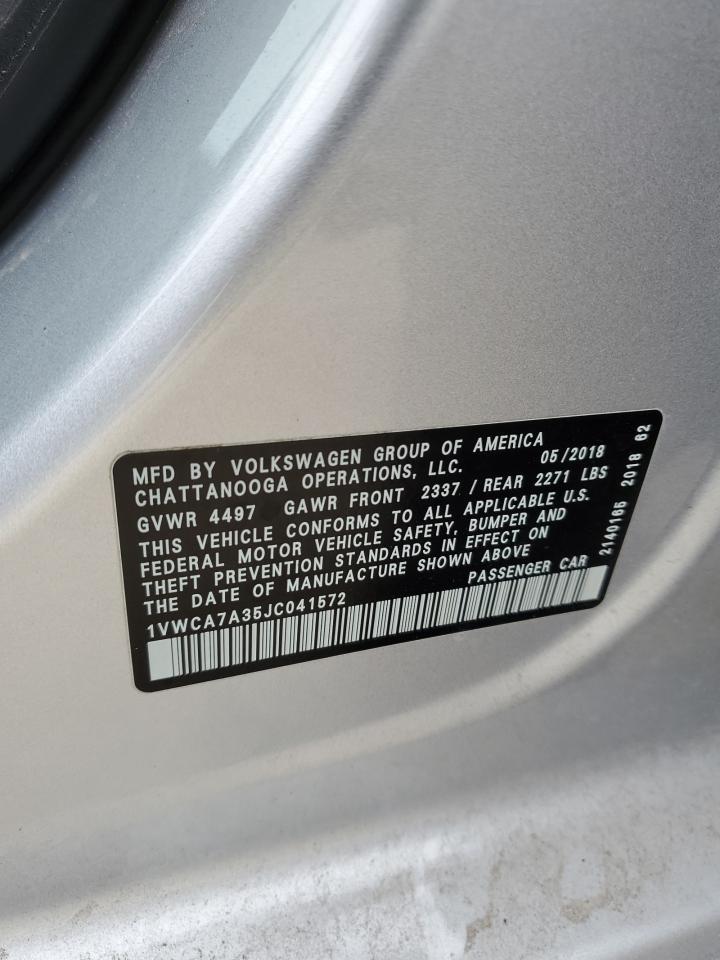 MFD BY VOLKSWAGEN GROUP OF AMERICA 05/2018
CHATTANOOGA OPERATIONS, LLC.
GVWR 4497 GAWR FRONT 2337 / REAR 2271 LBS
THIS VEHICLE CONFORMS TO ALL APPLICABLE U.S.
FEDERAL MOTOR VEHICLE SAFETY, BUMPER AND
THEFT PREVENTION STANDARDS IN EFFECT ON
THE DATE OF MANUFACTURE SHOWN ABOVE
1VWCA7A35JC041572 PASSENGER CAR
2140165 2018 62